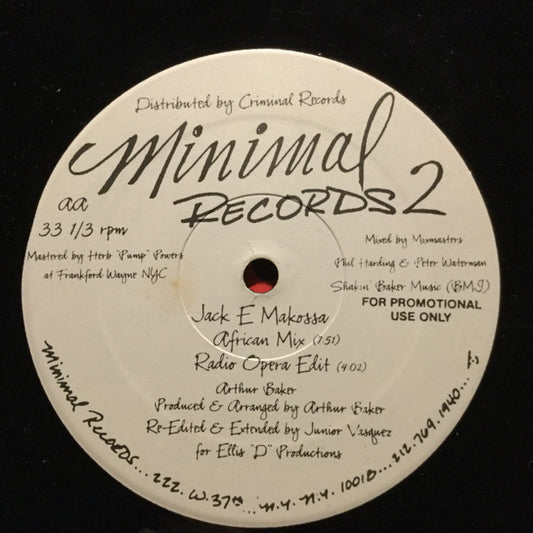 Distributed by Criminal Records
minimal
RECORDS 2
aa
33 1/3 rpm
Mastered by Herb "Pump" Powers
at Frankford Wayne NYC
Mixed by Mixmasters
Phil Harding & Peter Waterman
Shakin' Baker Music (BMI)
FOR PROMOTIONAL
USE ONLY
Jack É Makossa
African Mix (7:51)
Radio Opera Edit (4:02)
Arthur Baker
Produced & Arranged by Arthur Baker
Re-Edited & Extended by Junior Vasquez
for Ellis "D" Productions
minimal Records... 222. W. 37th... N.Y. N.Y. 10018... 212.769.1940...